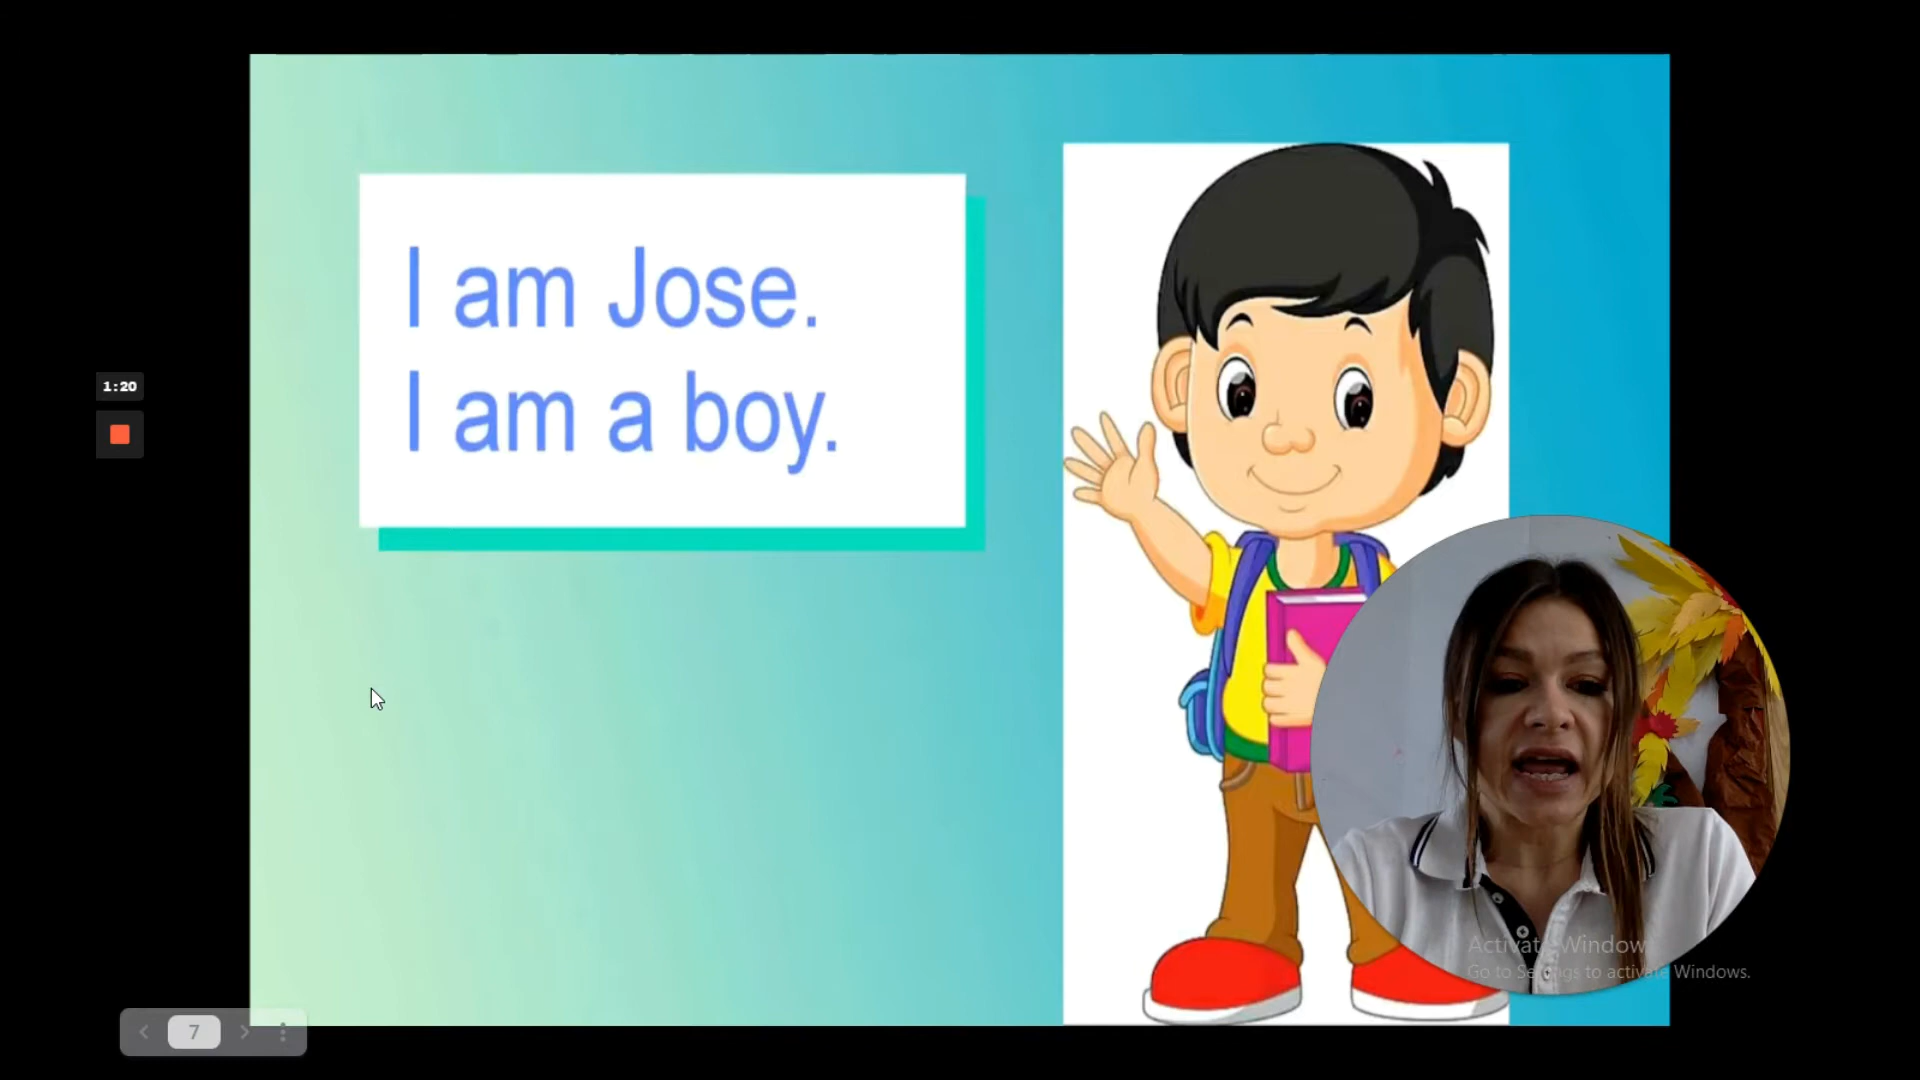 I am Jose.
I am a boy.
1:20
7
Activate Windows
Go to Settings to activate Windows.